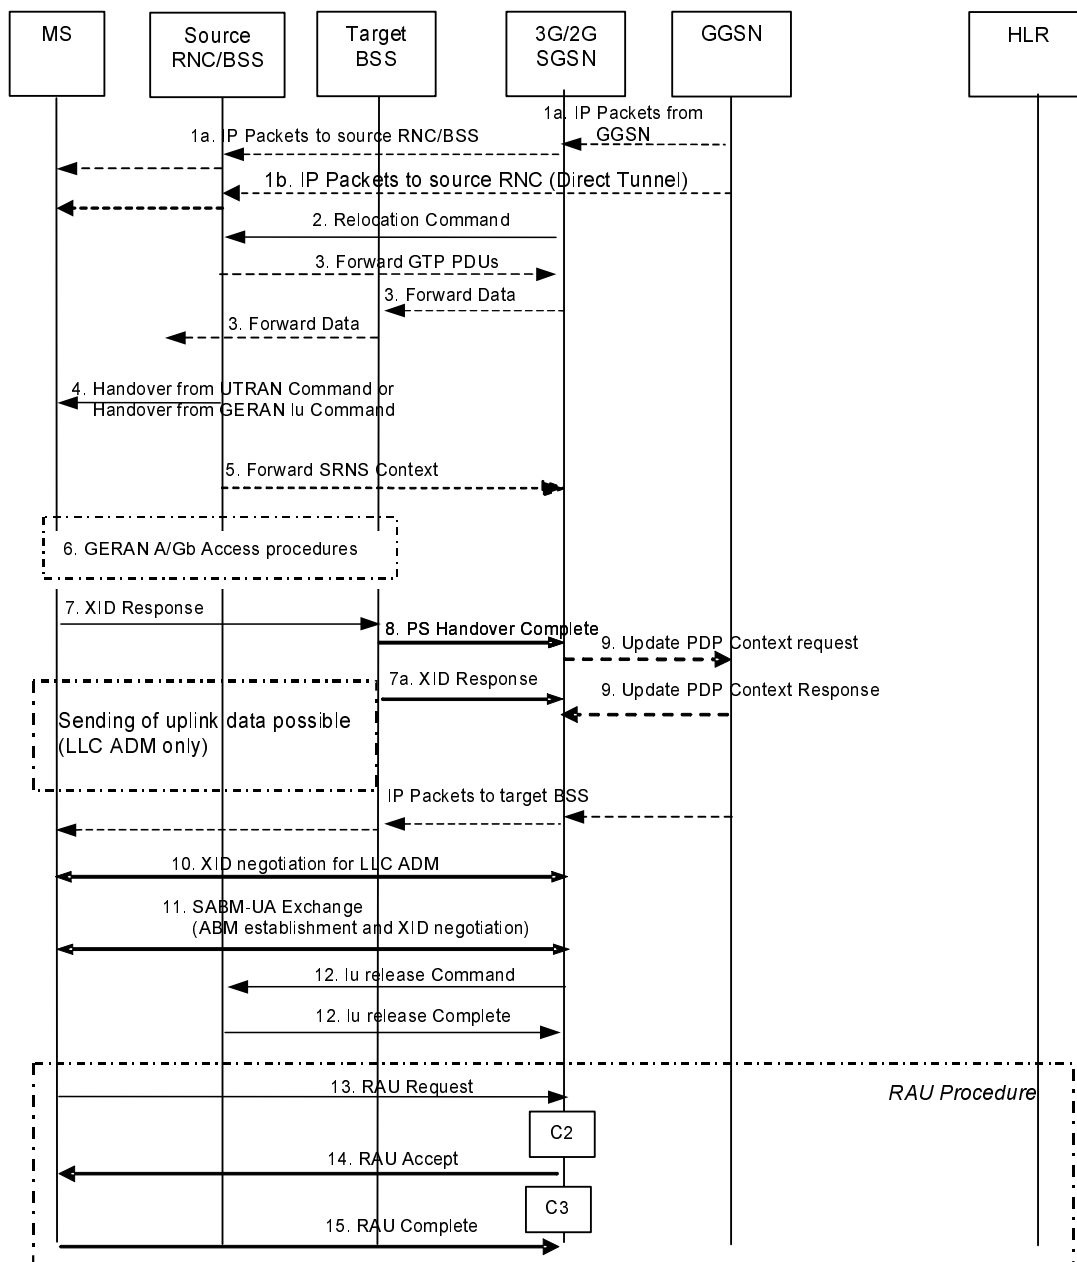 MS
Source
RNC/BSS
Target
BSS
3G/2G
SGSN
GGSN
HLR
1a. IP Packets from
GGSN
1a. IP Packets to source RNC/BSS
1b. IP Packets to source RNC (Direct Tunnel)
2. Relocation Command
3. Forward GTP PDUs
3. Forward Data
3. Forward Data
4. Handover from UTRAN Command or
Handover from GERAN Iu Command
5. Forward SRNS Context
6. GERAN A/Gb Access procedures
7. XID Response
8. PS Handover Complete
9. Update PDP Context request
7a. XID Response
9. Update PDP Context Response
Sending of uplink data possible
(LLC ADM only)
IP Packets to target BSS
10. XID negotiation for LLC ADM
11. SABM-UA Exchange
(ABM establishment and XID negotiation)
12. Iu release Command
12. Iu release Complete
13. RAU Request
RAU Procedure
C2
14. RAU Accept
C3
15. RAU Complete